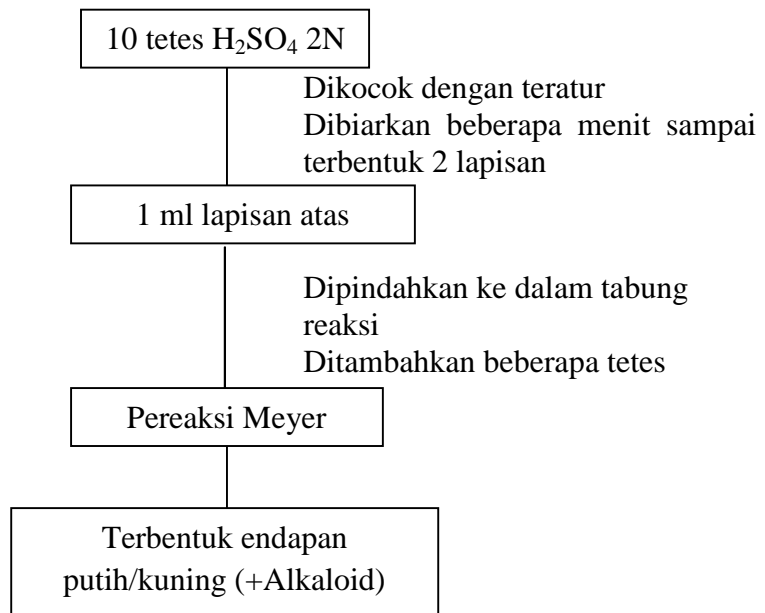 10 tetes H₂SO₄ 2N
Dikocok dengan teratur
Dibiarkan beberapa menit sampai
terbentuk 2 lapisan
1 ml lapisan atas
Dipindahkan ke dalam tabung
reaksi
Ditambahkan beberapa tetes
Pereaksi Meyer
Terbentuk endapan
putih/kuning (+Alkaloid)